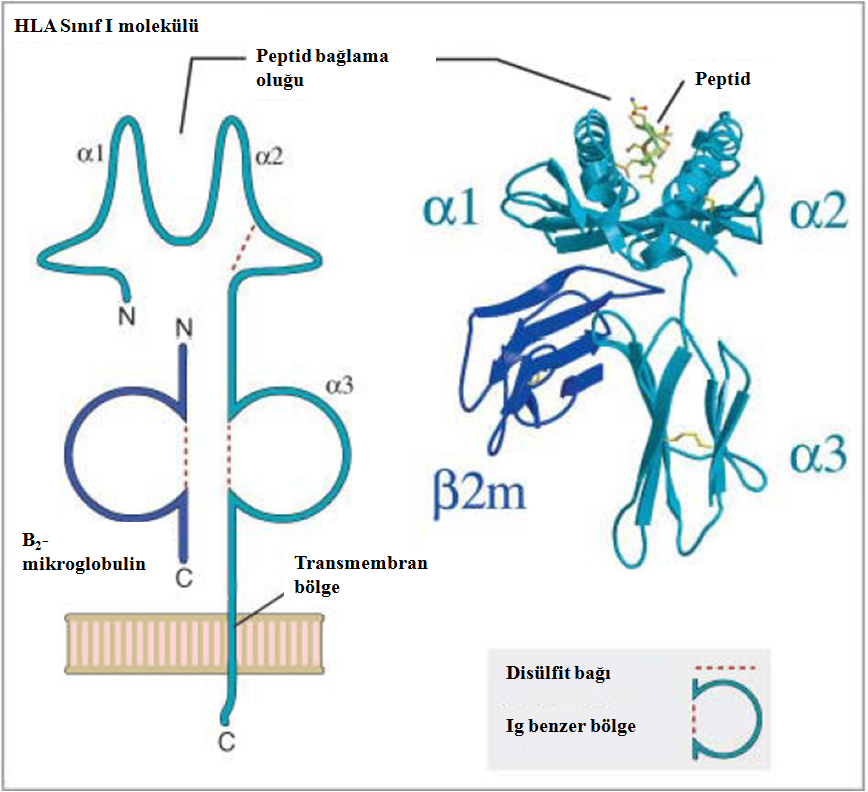 HLA Sınıf I molekülü
Peptid bağlama
oluğu
Peptid
α1
α2
α1
α2
N
N
α3
β2m
α3
B₂-
mikroglobulin
C
Transmembran
bölge
C
Disülfit bağı
Ig benzer bölge